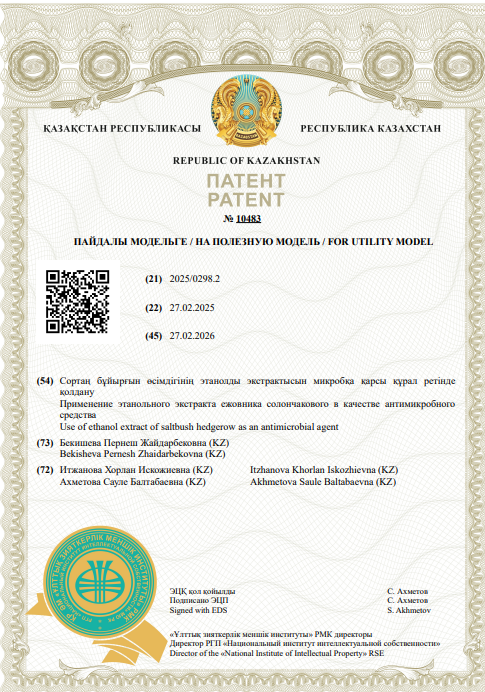 ҚАЗАҚСТАН РЕСПУБЛИКАСЫ
РЕСПУБЛИКА КАЗАХСТАН
REPUBLIC OF KAZAKHSTAN
ПАТЕНТ
PATENT
№ 10483
ПАЙДАЛЫ МОДЕЛЬГЕ / НА ПОЛЕЗНУЮ МОДЕЛЬ / FOR UTILITY MODEL
(21) 2025/0298.2
(22) 27.02.2025
(45) 27.02.2026
(54) Сортаң бұйырғын өсімдігінің этанолды экстрактысын микробқа қарсы құрал ретінде
қолдану
Применение этанольного экстракта ежовника солончакового в качестве антимикробного
средства
Use of ethanol extract of saltbush hedgerow as an antimicrobial agent
(73) Бекишева Пернеш Жайдарбековна (KZ)
Bekisheva Pernesh Zhaidarbekovna (KZ)
(72) Итжанова Хорлан Искожиевна (KZ) Itzhanova Khorlan Iskozhievna (KZ)
Ахметова Сауле Балтабаевна (KZ) Akhmetova Saule Baltabaevna (KZ)
ЭЦҚ қол қойылды С. Ахметов
Подписано ЭЦП С. Ахметов
Signed with EDS S. Akhmetov
«Ұлттық зияткерлік меншік институты» РМК директоры
Директор РГП «Национальный институт интеллектуальной собственности»
Director of the «National Institute of Intellectual Property» RSE